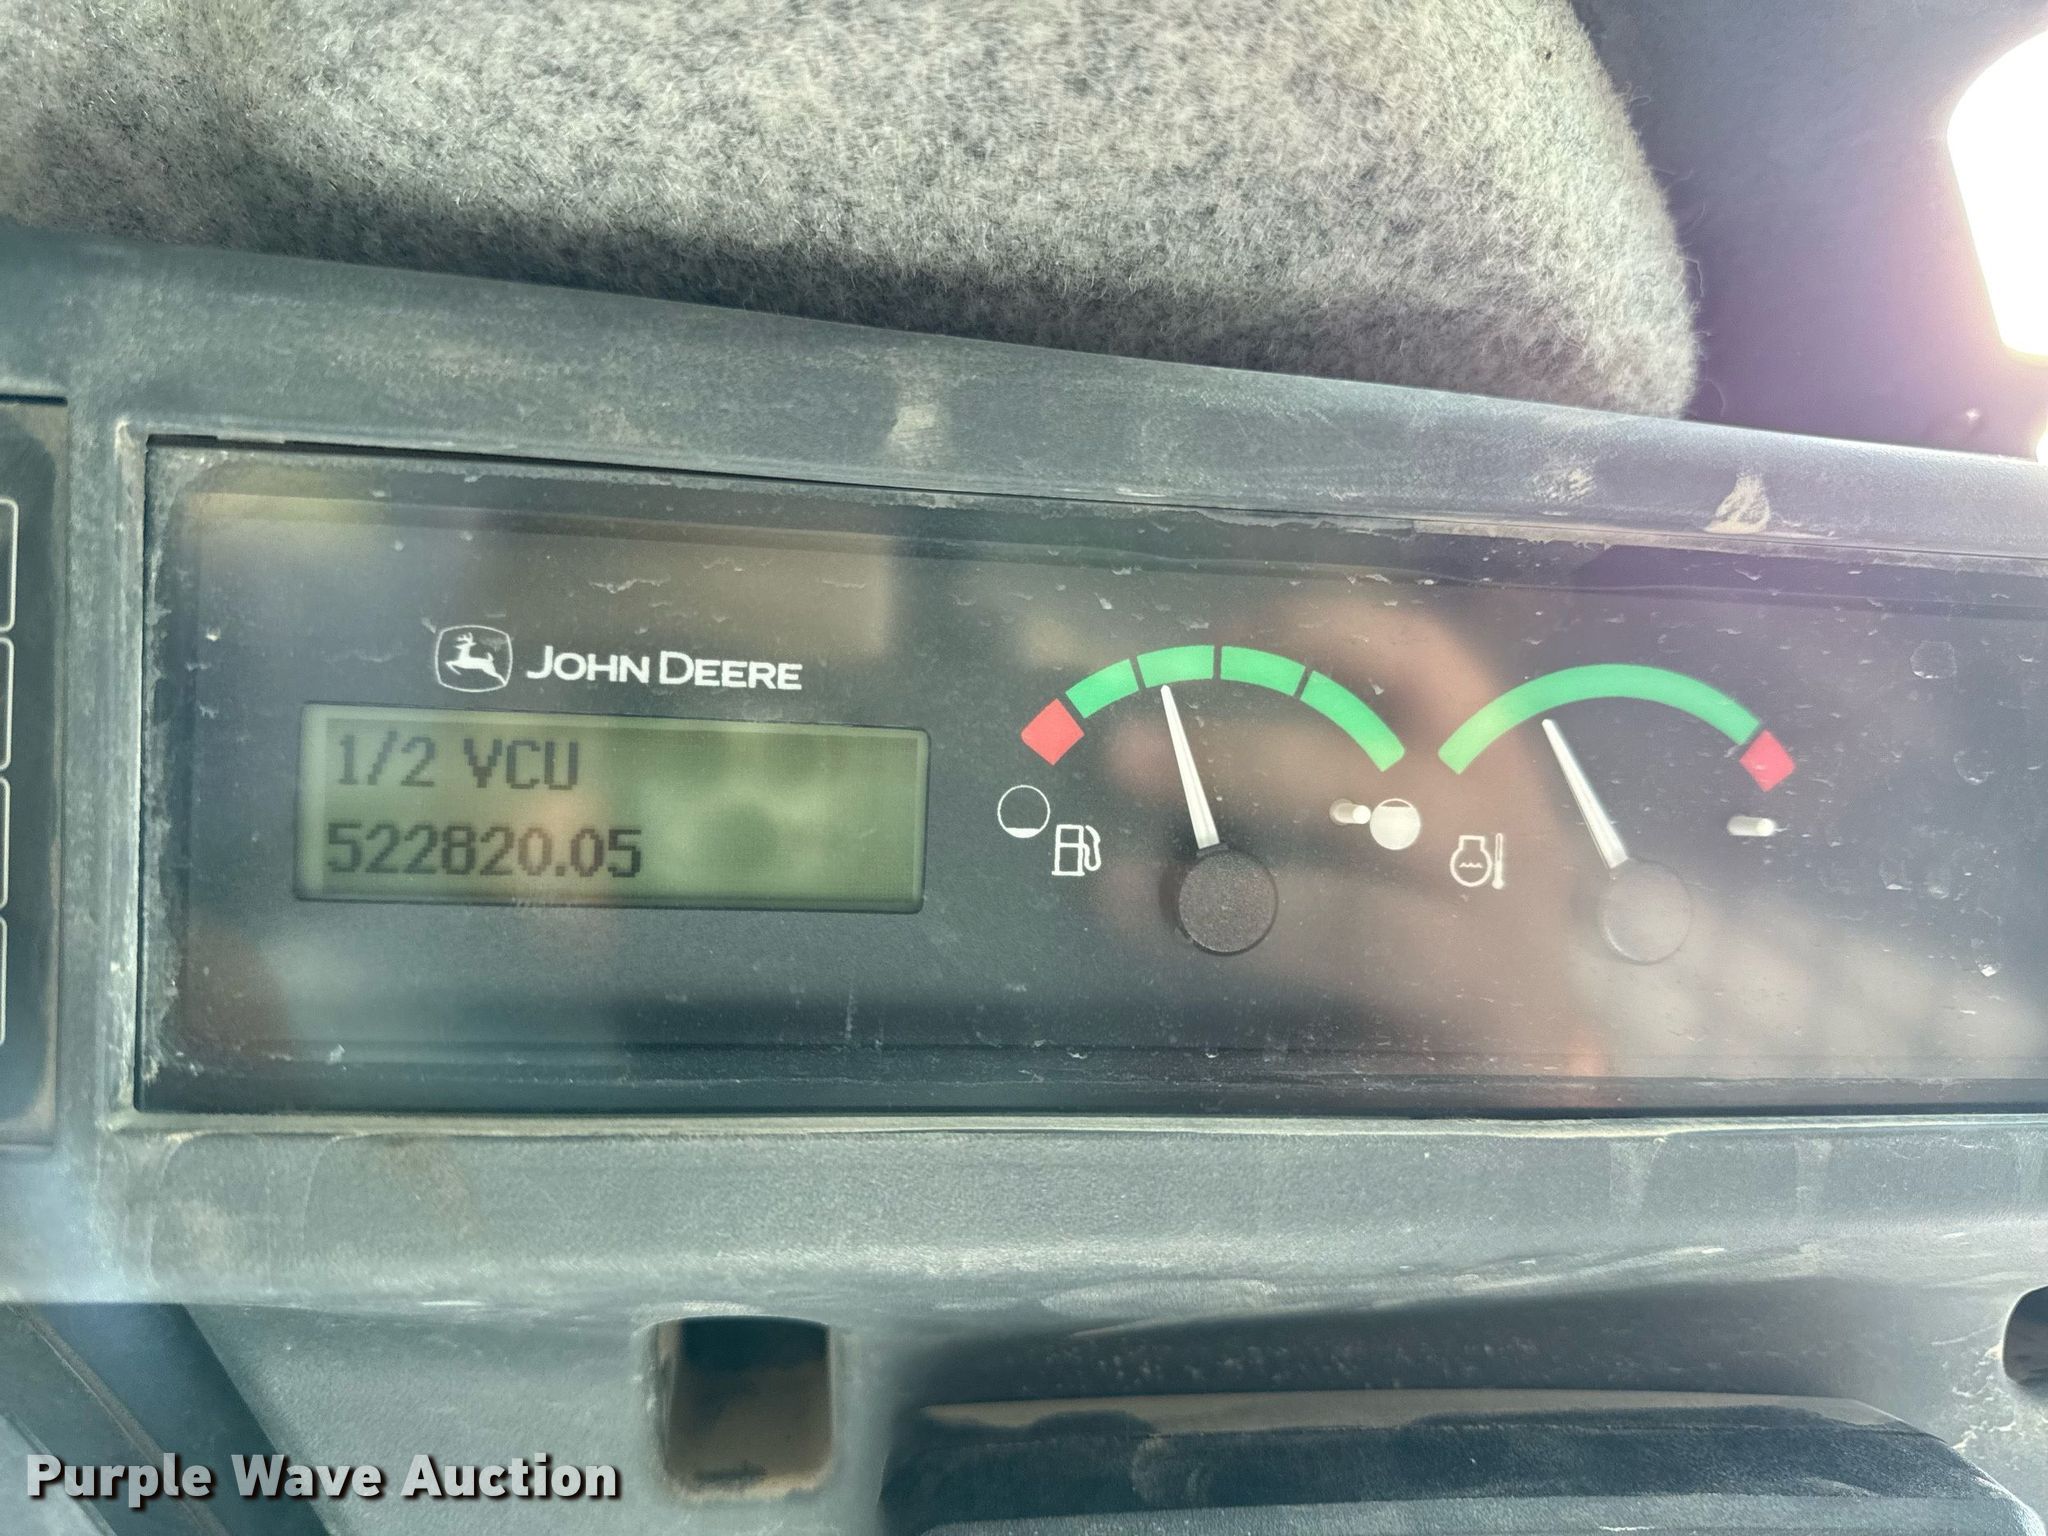 JOHN DEERE
1/2 VCU
522820.05
Purple Wave Auction